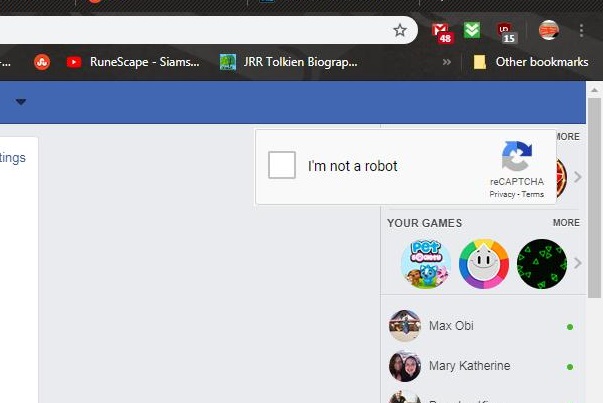 48
15
RuneScape - Siams...
JRR Tolkien Biograp...
»
Other bookmarks
tings
MORE
I'm not a robot
reCAPTCHA
Privacy - Terms
YOUR GAMES
MORE
PET
Max Obi
Mary Katherine